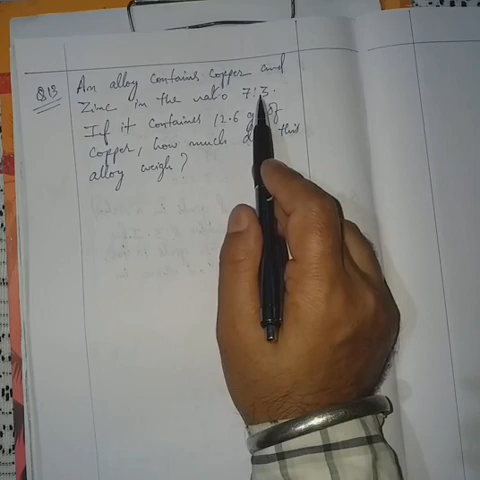 Q15 An alloy contains copper and
Zinc in the ratio 7:3.
If it contains 12.6 g of
copper, how much does this
alloy weigh?